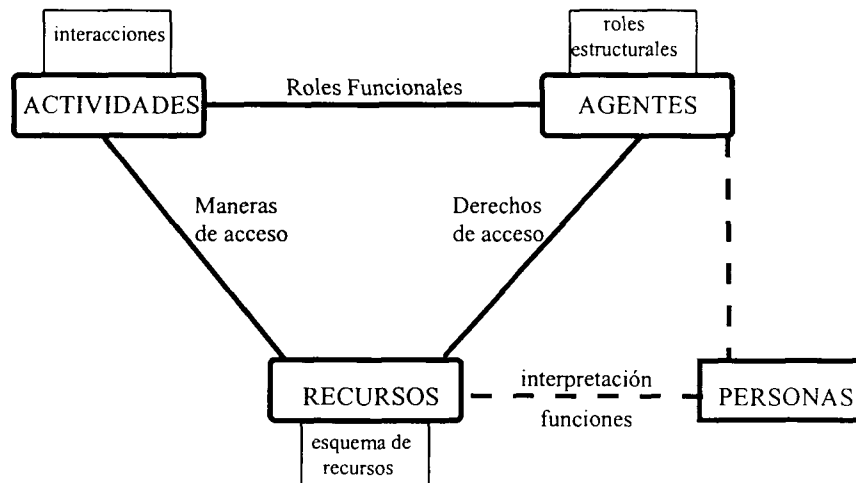 interacciones
roles
estructurales
ACTIVIDADES
Roles Funcionales
AGENTES
Maneras
de acceso
Derechos
de acceso
RECURSOS
interpretación
funciones
PERSONAS
esquema de
recursos